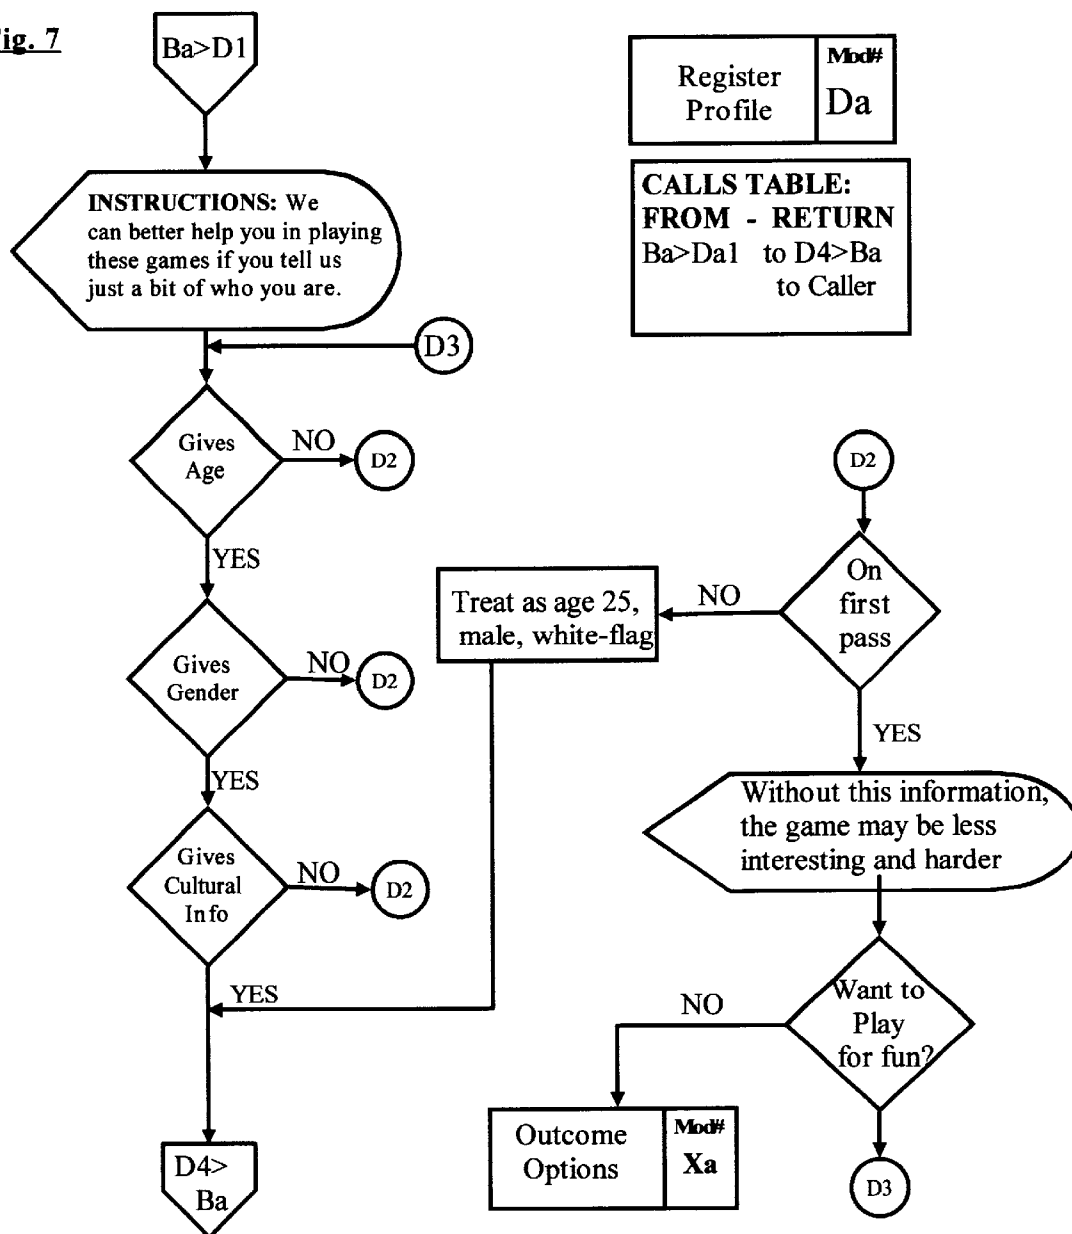 ig. 7
Ba>D1
Register
Profile
Mod#
Da
CALLS TABLE:
FROM - RETURN
Ba>Da1 to D4>Ba
to Caller
INSTRUCTIONS: We
can better help you in playing
these games if you tell us
just a bit of who you are.
D3
Gives
Age
NO
D2
YES
Gives
Gender
NO
D2
YES
Gives
Cultural
Info
NO
D2
YES
D4>
Ba
D2
On
first
pass
NO
Treat as age 25,
male, white-flag
YES
Without this information,
the game may be less
interesting and harder
Want to
Play
for fun?
NO
Outcome
Options
Mod#
Xa
D3